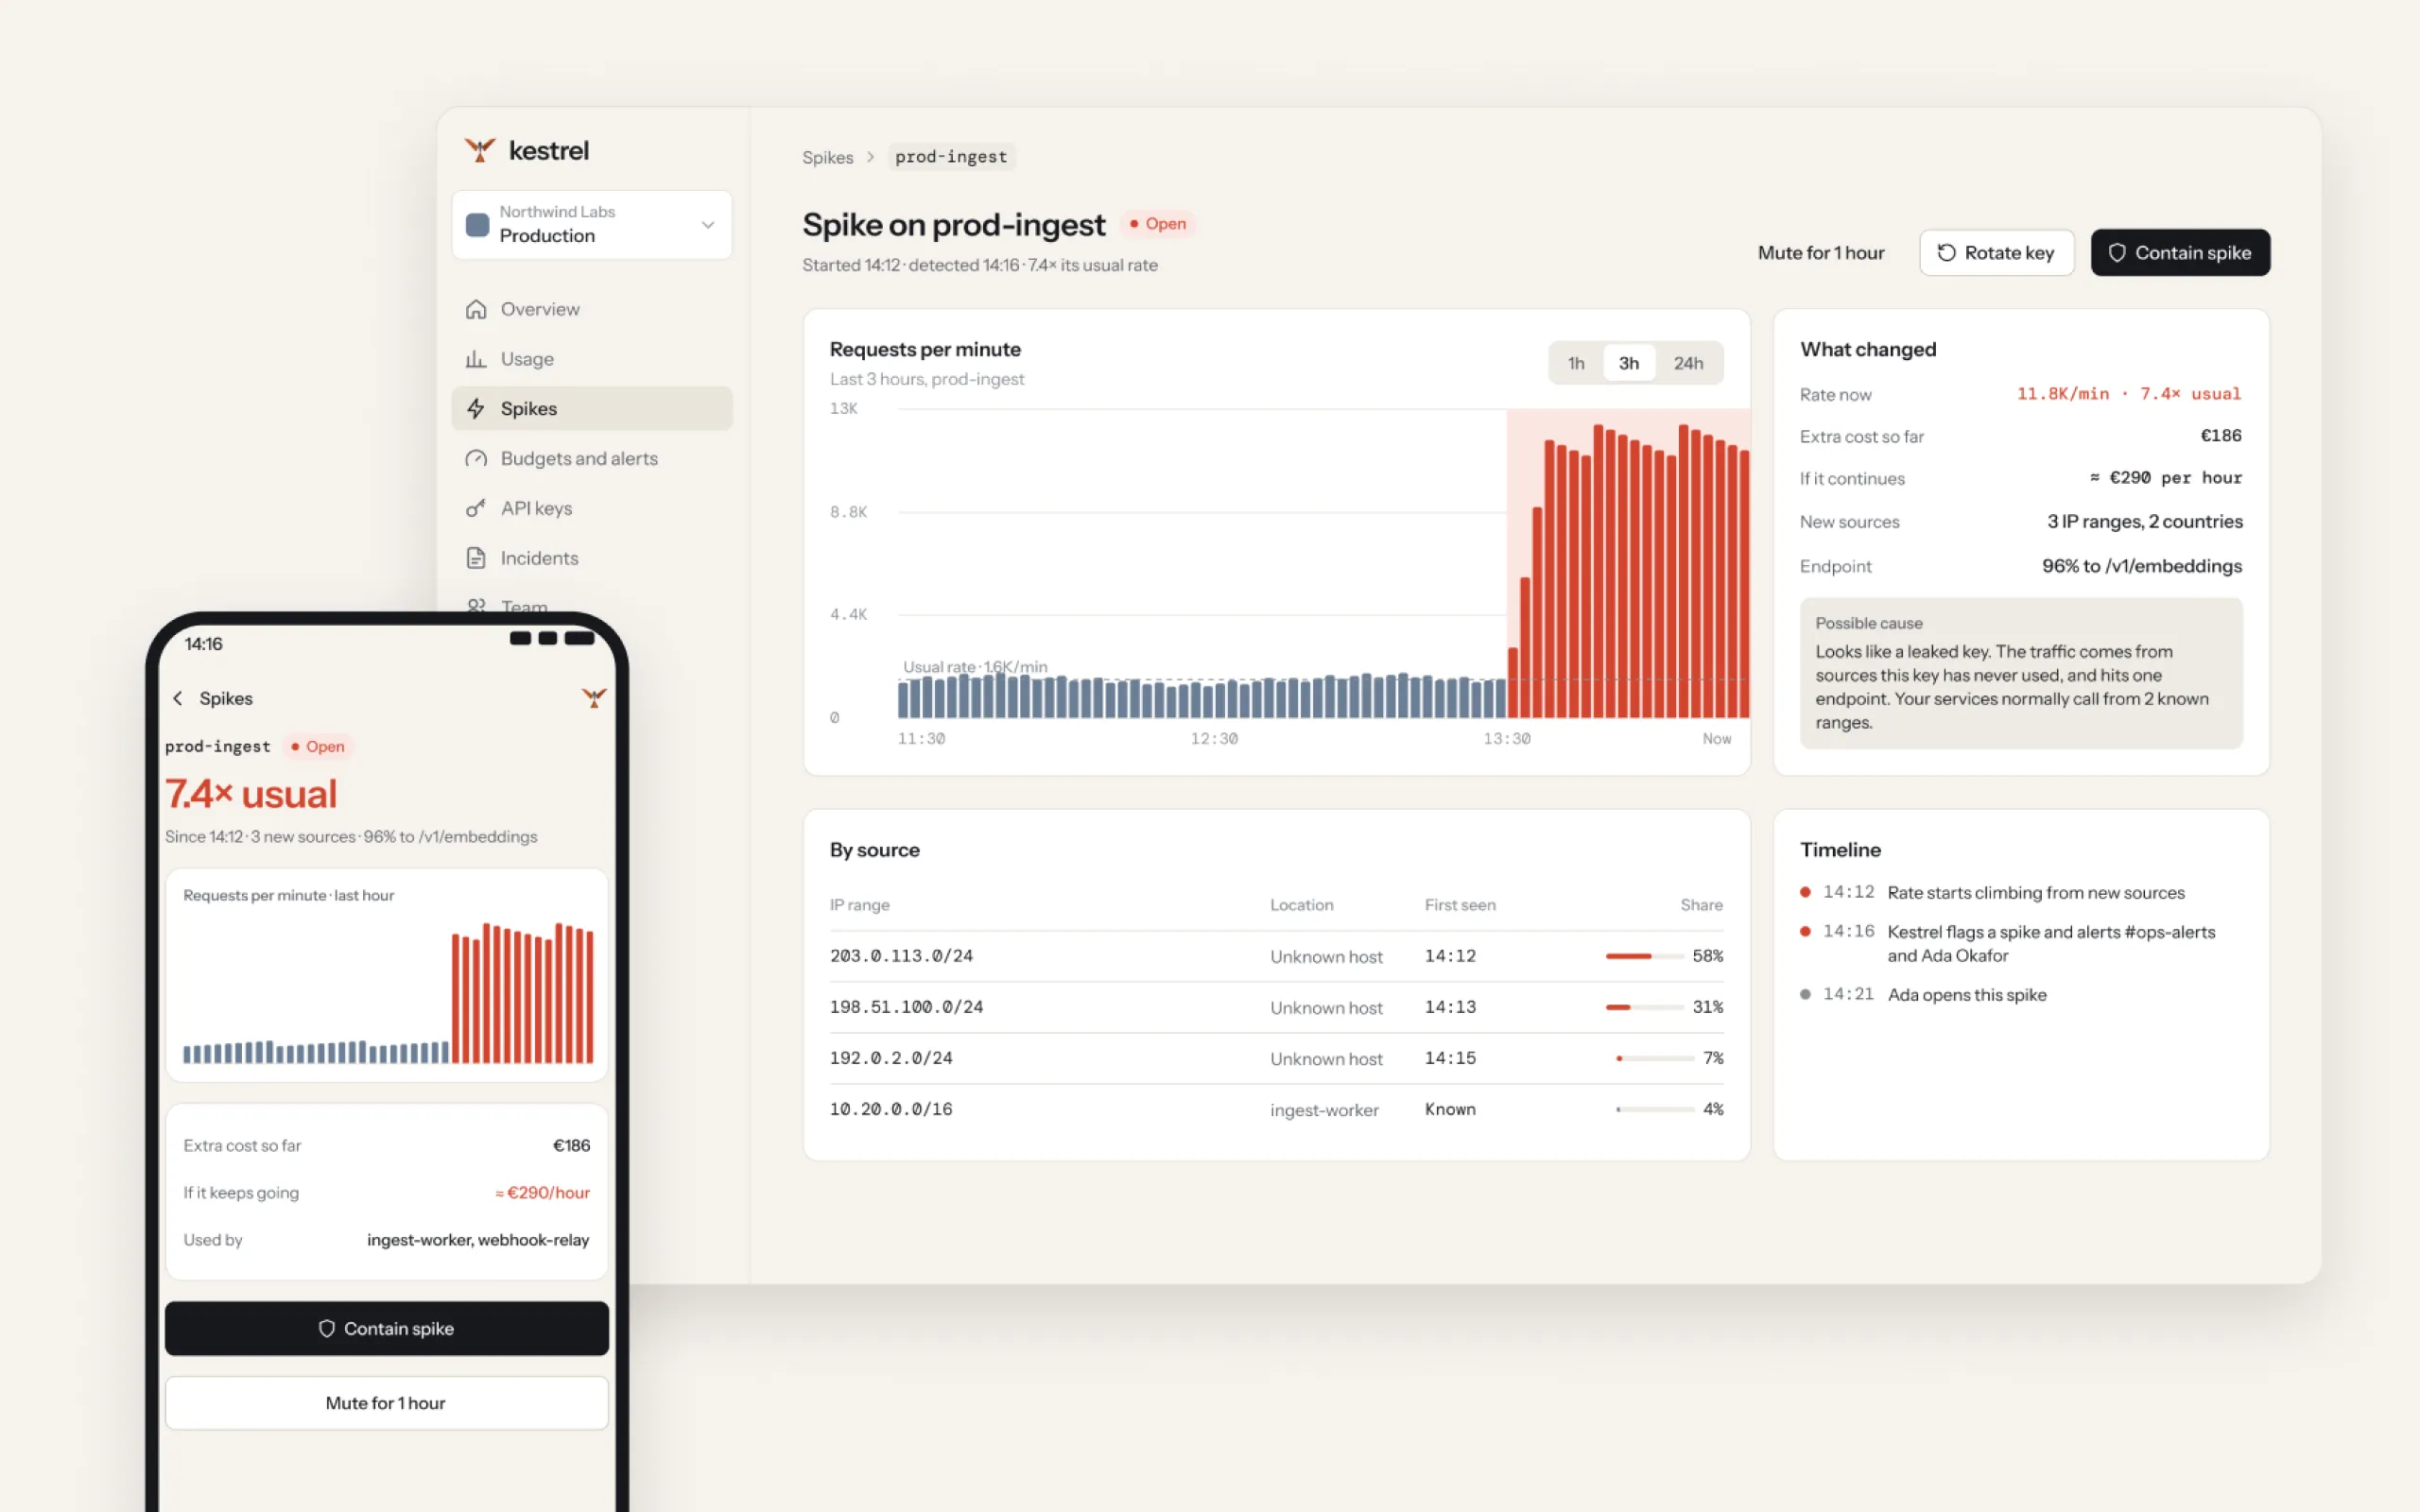 kestrel
Northwind Labs
Production
Overview
Usage
Spikes
Budgets and alerts
API keys
Incidents
Team
Spikes > prod-ingest
Spike on prod-ingest
Open
Started 14:12 · detected 14:16 · 7.4× its usual rate
Mute for 1 hour
Rotate key
Contain spike
Requests per minute
Last 3 hours, prod-ingest
1h
3h
24h
13K
8.8K
4.4K
0
Usual rate · 1.6K/min
11:30
12:30
13:30
Now
What changed
Rate now 11.8K/min · 7.4× usual
Extra cost so far €186
If it continues ≈ €290 per hour
New sources 3 IP ranges, 2 countries
Endpoint 96% to /v1/embeddings
Possible cause
Looks like a leaked key. The traffic comes from
sources this key has never used, and hits one
endpoint. Your services normally call from 2 known
ranges.
By source
IP range Location First seen Share
203.0.113.0/24 Unknown host 14:12 58%
198.51.100.0/24 Unknown host 14:13 31%
192.0.2.0/24 Unknown host 14:15 7%
10.20.0.0/16 ingest-worker Known 4%
Timeline
14:12 Rate starts climbing from new sources
14:16 Kestrel flags a spike and alerts #ops-alerts
and Ada Okafor
14:21 Ada opens this spike
14:16
Spikes
prod-ingest
Open
7.4× usual
Since 14:12 · 3 new sources · 96% to /v1/embeddings
Requests per minute · last hour
Extra cost so far €186
If it keeps going ≈ €290/hour
Used by ingest-worker, webhook-relay
Contain spike
Mute for 1 hour